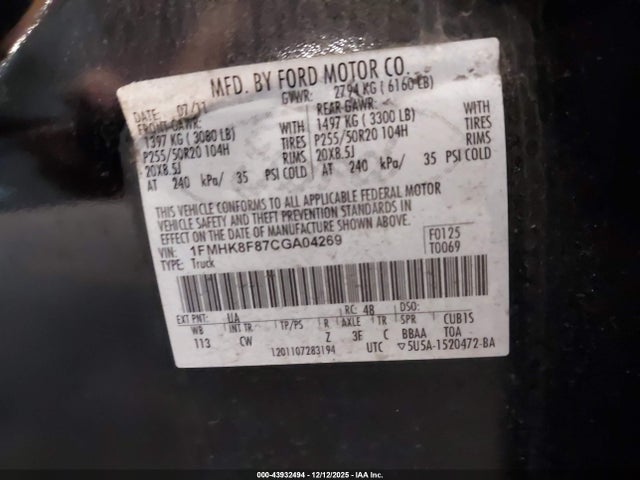 MFD. BY FORD MOTOR CO.
DATE: 07/11 GVWR: 2794 KG ( 6160 LB)
FRONT GAWR: REAR GAWR:
1397 KG ( 3080 LB) WITH 1497 KG ( 3300 LB) WITH
P255/50R20 104H TIRES P255/50R20 104H TIRES
20X8.5J RIMS 20X8.5J RIMS
AT 240 kPa/ 35 PSI COLD AT 240 kPa/ 35 PSI COLD
THIS VEHICLE CONFORMS TO ALL APPLICABLE FEDERAL MOTOR
VEHICLE SAFETY AND THEFT PREVENTION STANDARDS IN
EFFECT ON THE DATE OF MANUFACTURE SHOWN ABOVE.
VIN: 1FMHK8F87CGA04269 F0125
TYPE: Truck T0069
EXT PNT: UA RC: 48 DSO:
WB INT TR TP/PS R AXLE TR SPR CUB1S
113 CW Z 3E C BBAA TOA
1201107283194 UTC ▽5U5A-1520472-BA
000-43932494 - 12/12/2025 - IAA Inc.